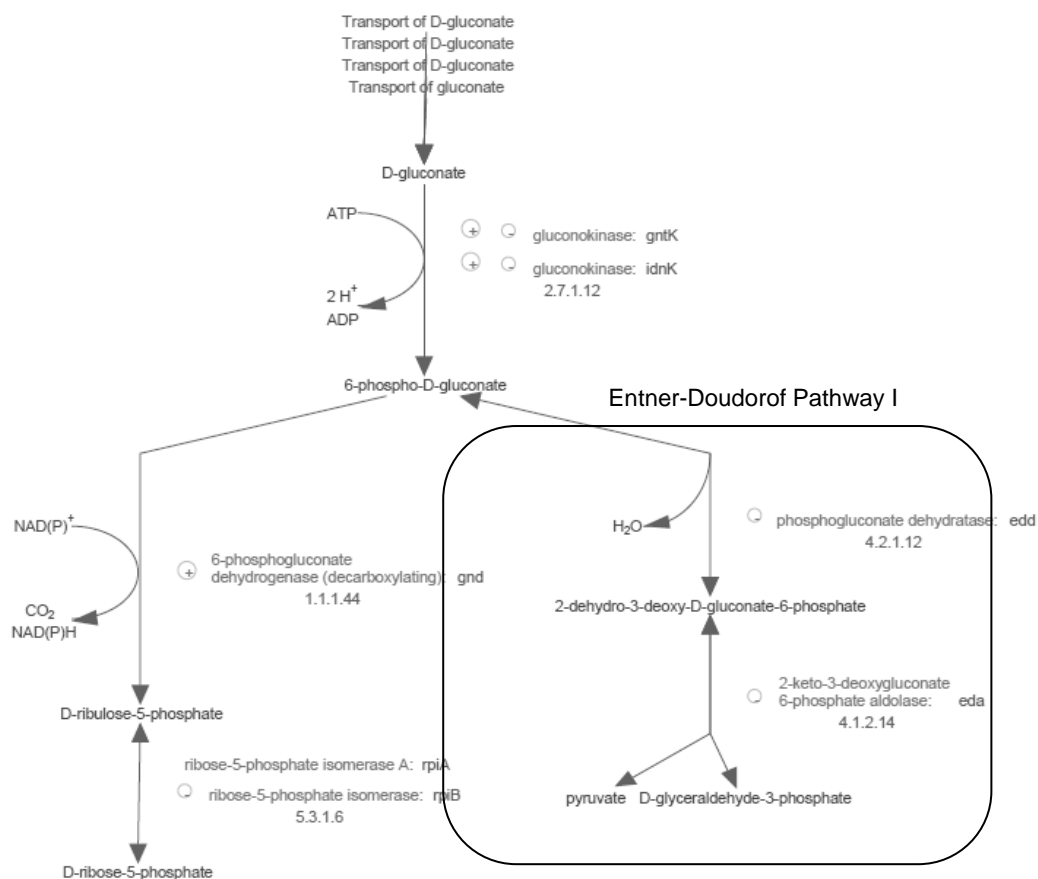 Transport of D-gluconate
Transport of D-gluconate
Transport of D-gluconate
Transport of gluconate
D-gluconate
ATP
+ - gluconokinase: gntK
+ - gluconokinase: idnK
2.7.1.12
2 H+
ADP
6-phospho-D-gluconate
Entner-Doudorof Pathway I
NAD(P)+
H2O
- phosphogluconate dehydratase: edd
4.2.1.12
6-phosphogluconate
+ dehydrogenase (decarboxylating): gnd
1.1.1.44
CO2
NAD(P)H
2-dehydro-3-deoxy-D-gluconate-6-phosphate
2-keto-3-deoxygluconate
- 6-phosphate aldolase: eda
4.1.2.14
D-ribulose-5-phosphate
ribose-5-phosphate isomerase A: rpiA
- ribose-5-phosphate isomerase: rpiB
5.3.1.6
pyruvate D-glyceraldehyde-3-phosphate
D-ribose-5-phosphate